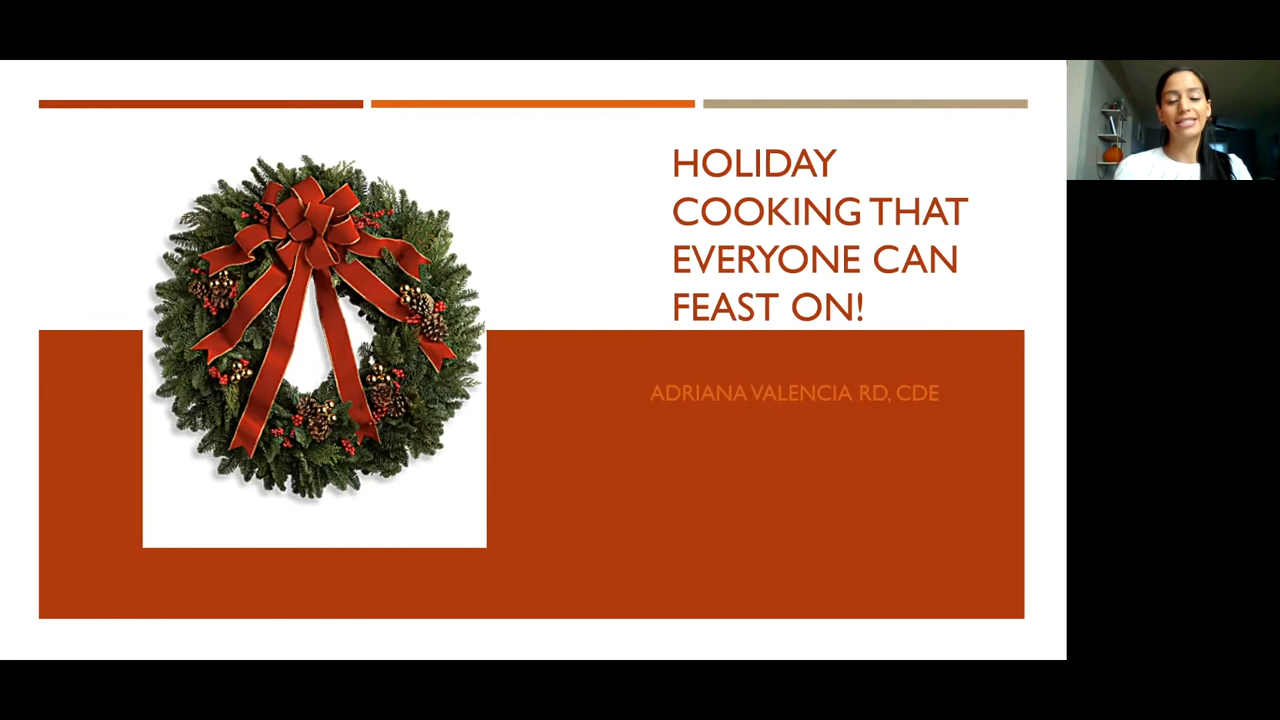 HOLIDAY
COOKING THAT
EVERYONE CAN
FEAST ON!
ADRIANA VALENCIA RD, CDE